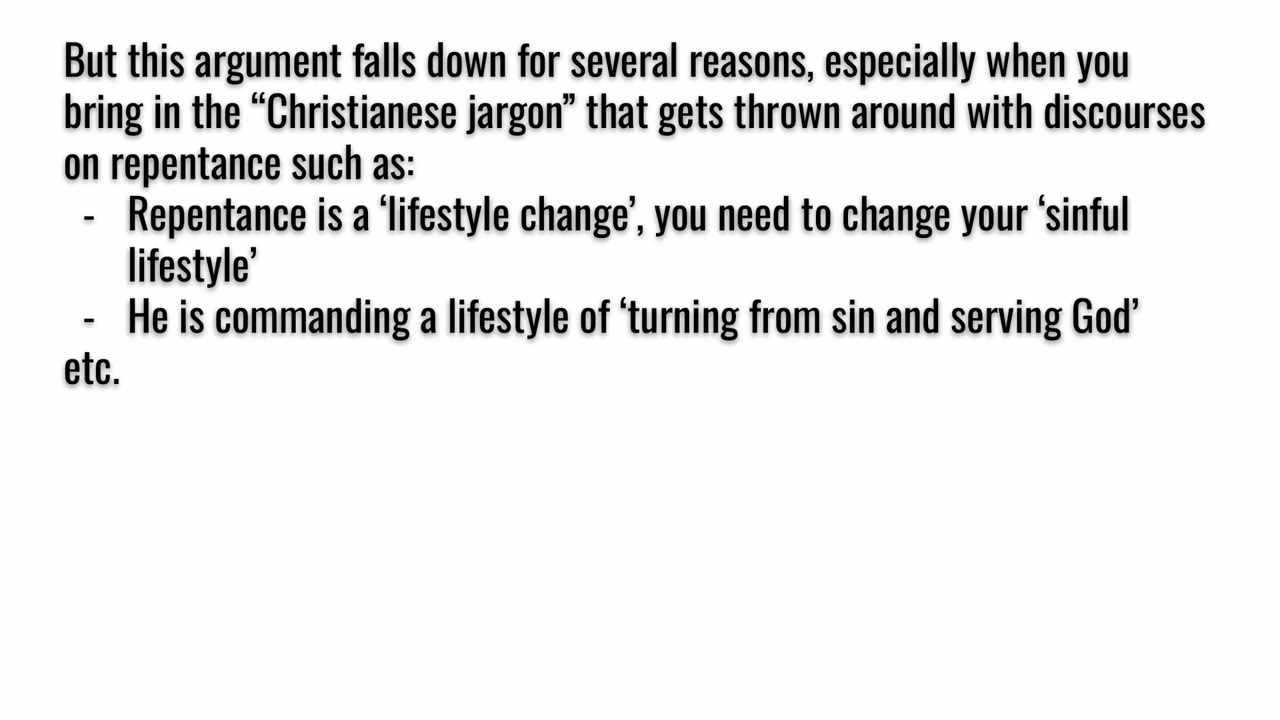 But this argument falls down for several reasons, especially when you
bring in the “Christianese jargon” that gets thrown around with discourses
on repentance such as:
- Repentance is a ‘lifestyle change’, you need to change your ‘sinful
lifestyle’
- He is commanding a lifestyle of ‘turning from sin and serving God’
etc.